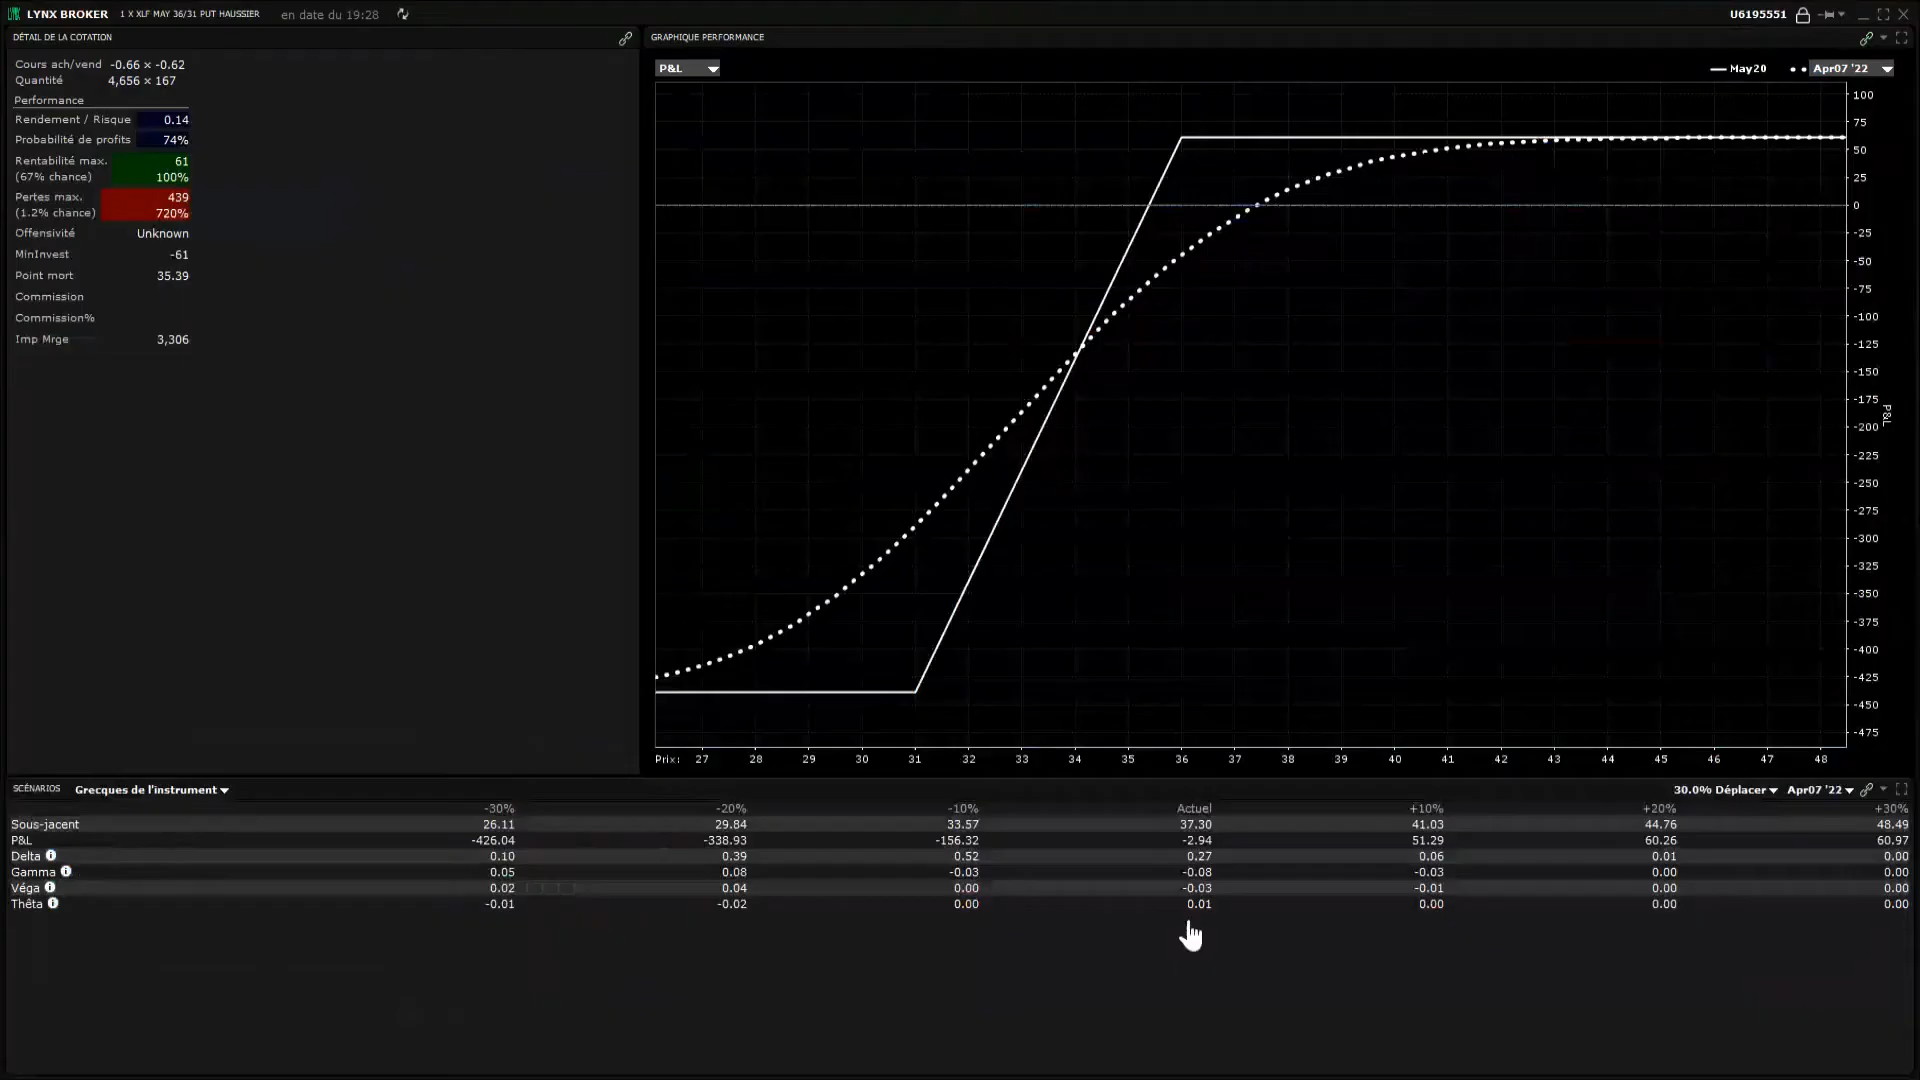 LYNX BROKER 1 X XLF MAY 36/31 PUT HAUSSIER en date du 19:28 U6195551
DÉTAIL DE LA COTATION
Cours ach/vend -0.66 × -0.62
Quantité 4,656 × 167
Performance
Rendement / Risque 0.14
Probabilité de profits 74%
Rentabilité max. 61
(67% chance) 100%
Pertes max. 439
(1.2% chance) 720%
Offensivité Unknown
MinInvest -61
Point mort 35.39
Commission
Commission%
Imp Mrge 3,306
GRAPHIQUE PERFORMANCE
P&L May20 Apr07 '22
100
75
50
25
0
-25
-50
-75
-100
-125
-150
-175
-200
-225
-250
-275
-300
-325
-350
-375
-400
-425
-450
-475
P&L
Prix: 27 28 29 30 31 32 33 34 35 36 37 38 39 40 41 42 43 44 45 46 47 48
SCÉNARIOS Grecques de l'instrument 30.0% Déplacer Apr07 '22
-30% -20% -10% Actuel +10% +20% +30%
Sous-jacent 26.11 29.84 33.57 37.30 41.03 44.76 48.49
P&L -426.04 -338.93 -156.32 -2.94 51.29 60.26 60.97
Delta 0.10 0.39 0.52 0.27 0.06 0.01 0.00
Gamma 0.05 0.08 -0.03 -0.08 -0.03 0.00 0.00
Véga 0.02 0.04 0.00 -0.03 -0.01 0.00 0.00
Thêta -0.01 -0.02 0.00 0.01 0.00 0.00 0.00